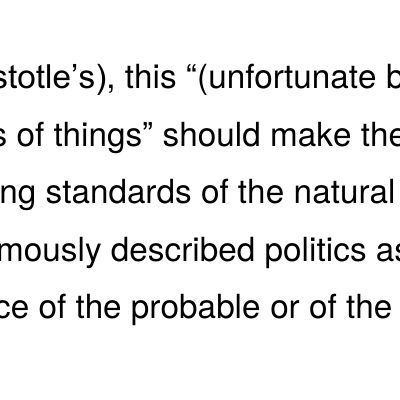 stotle’s), this “(unfortunate b
s of things” should make the
ng standards of the natural
mously described politics as
ce of the probable or of the